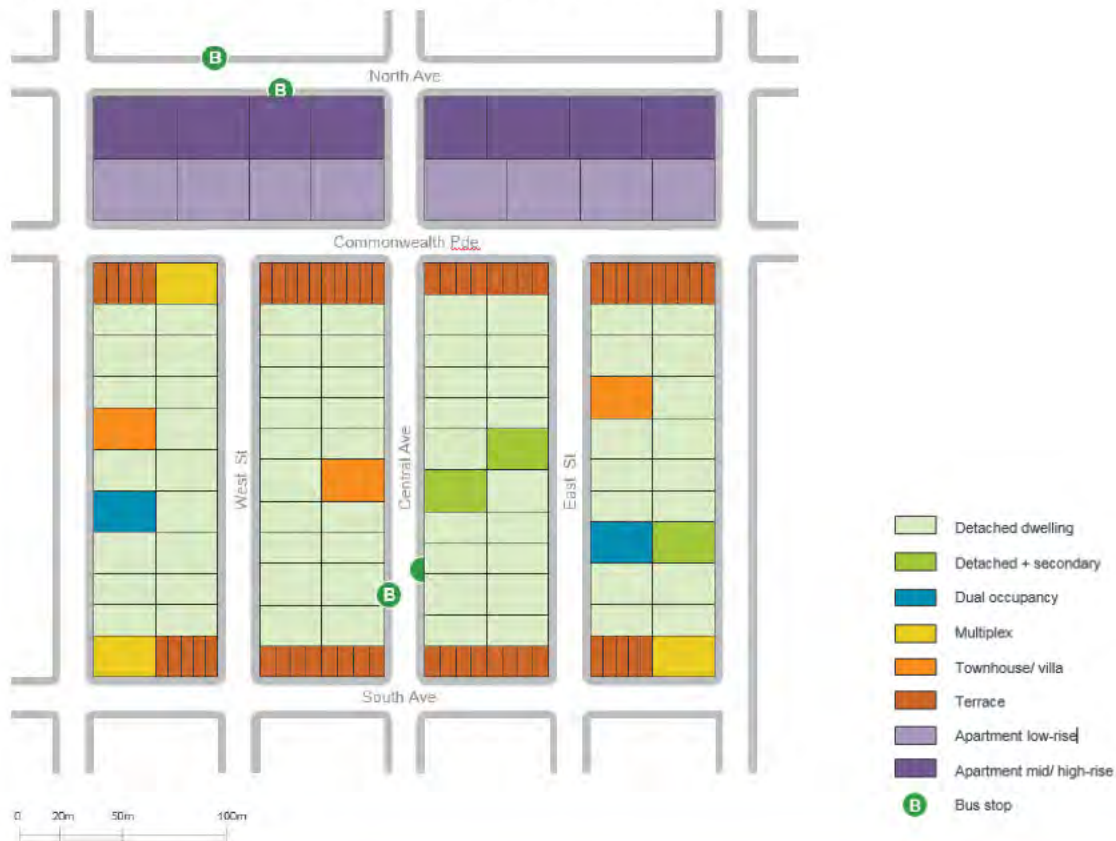 B
North Ave
B
Commonwealth Pde
West St
Central Ave
East St
B
South Ave
Detached dwelling
Detached + secondary
Dual occupancy
Multiplex
Townhouse/ villa
Terrace
Apartment low-rise
Apartment mid/ high-rise
B Bus stop
0 20m 50m 100m